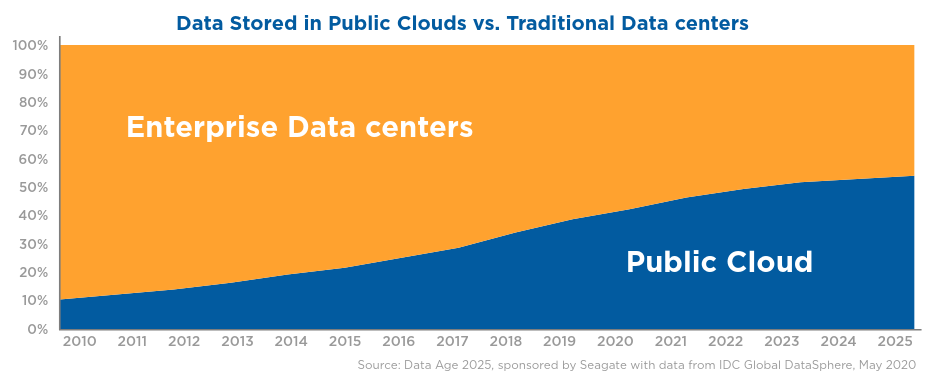 Data Stored in Public Clouds vs. Traditional Data centers
100%
90%
80%
70%
60%
50%
40%
30%
20%
10%
0%
Enterprise Data centers
Public Cloud
2010 2011 2012 2013 2014 2015 2016 2017 2018 2019 2020 2021 2022 2023 2024 2025
Source: Data Age 2025, sponsored by Seagate with data from IDC Global DataSphere, May 2020